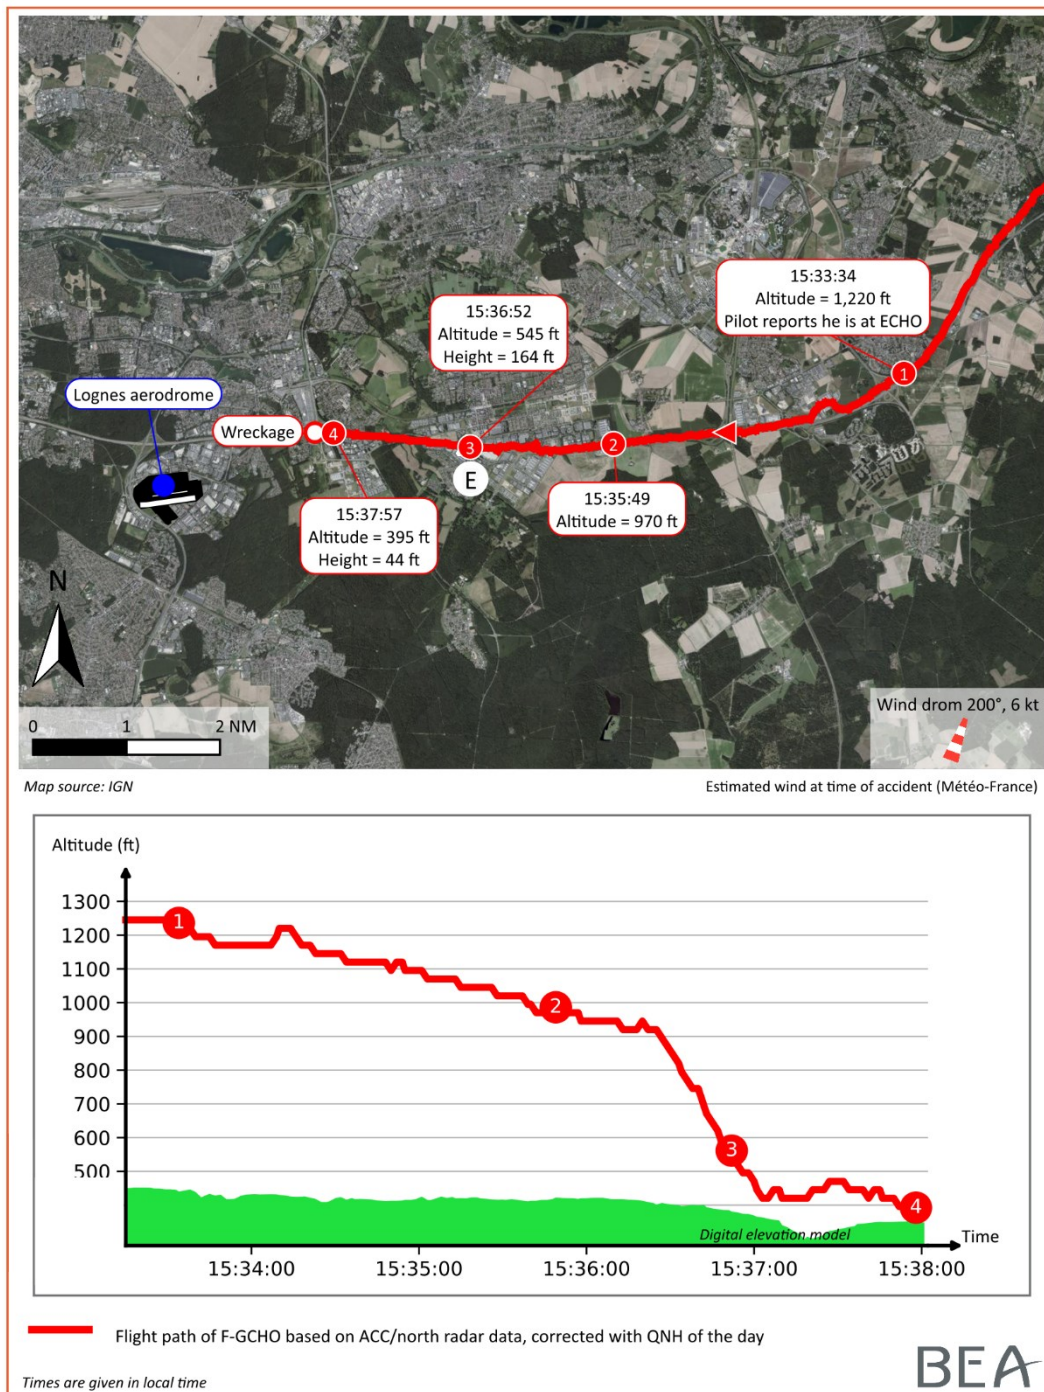 15:33:34
Altitude = 1,220 ft
Pilot reports he is at ECHO
1
15:36:52
Altitude = 545 ft
Height = 164 ft
Lognes aerodrome
Wreckage
4
3
2
E
15:35:49
Altitude = 970 ft
15:37:57
Altitude = 395 ft
Height = 44 ft
N
0 1 2 NM
Wind drom 200°, 6 kt
Map source: IGN
Estimated wind at time of accident (Météo-France)
Altitude (ft)
1300
1200
1100
1000
900
800
700
600
500
1
2
3
4
Digital elevation model
Time
15:34:00 15:35:00 15:36:00 15:37:00 15:38:00
Flight path of F-GCHO based on ACC/north radar data, corrected with QNH of the day
BEA
Times are given in local time